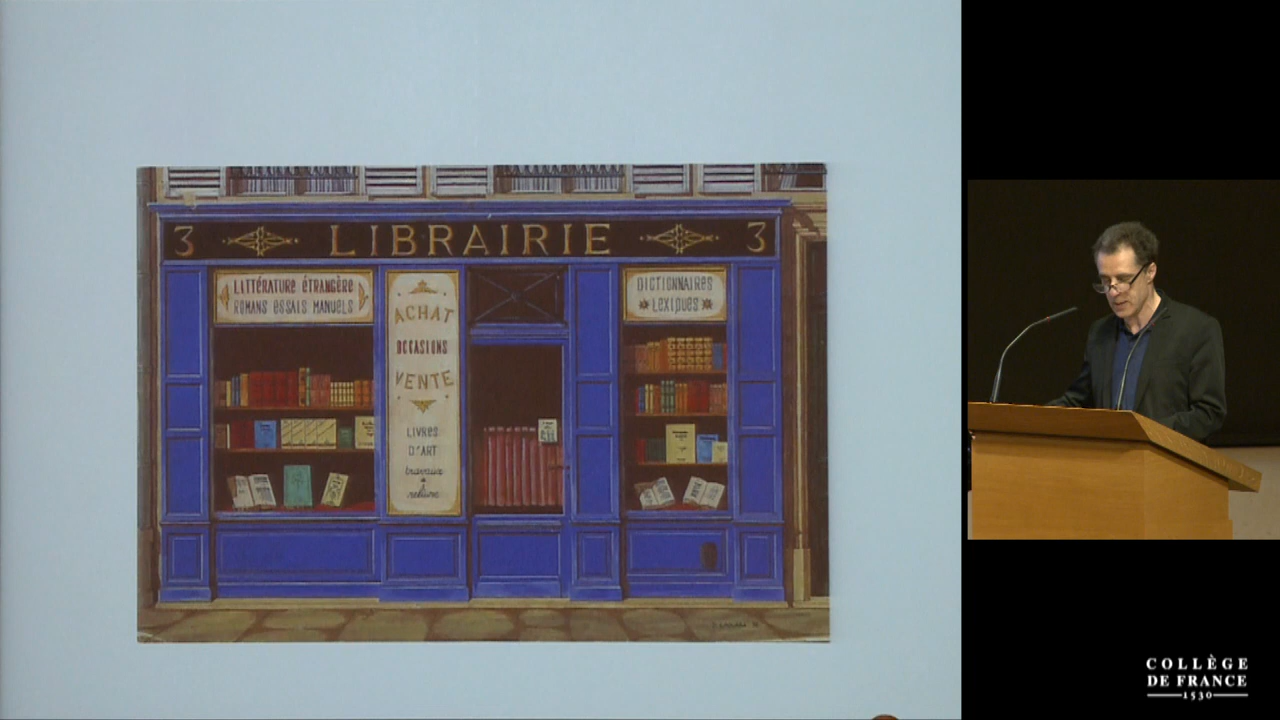 3 LIBRAIRIE 3
LITTÉRATURE ÉTRANGÈRE
ROMANS ESSAIS MANUELS
ACHAT
OCCASIONS
VENTE
LIVRES
D'ART
reliure
DICTIONNAIRES
LEXIQUES
COLLÈGE
DE FRANCE
1530